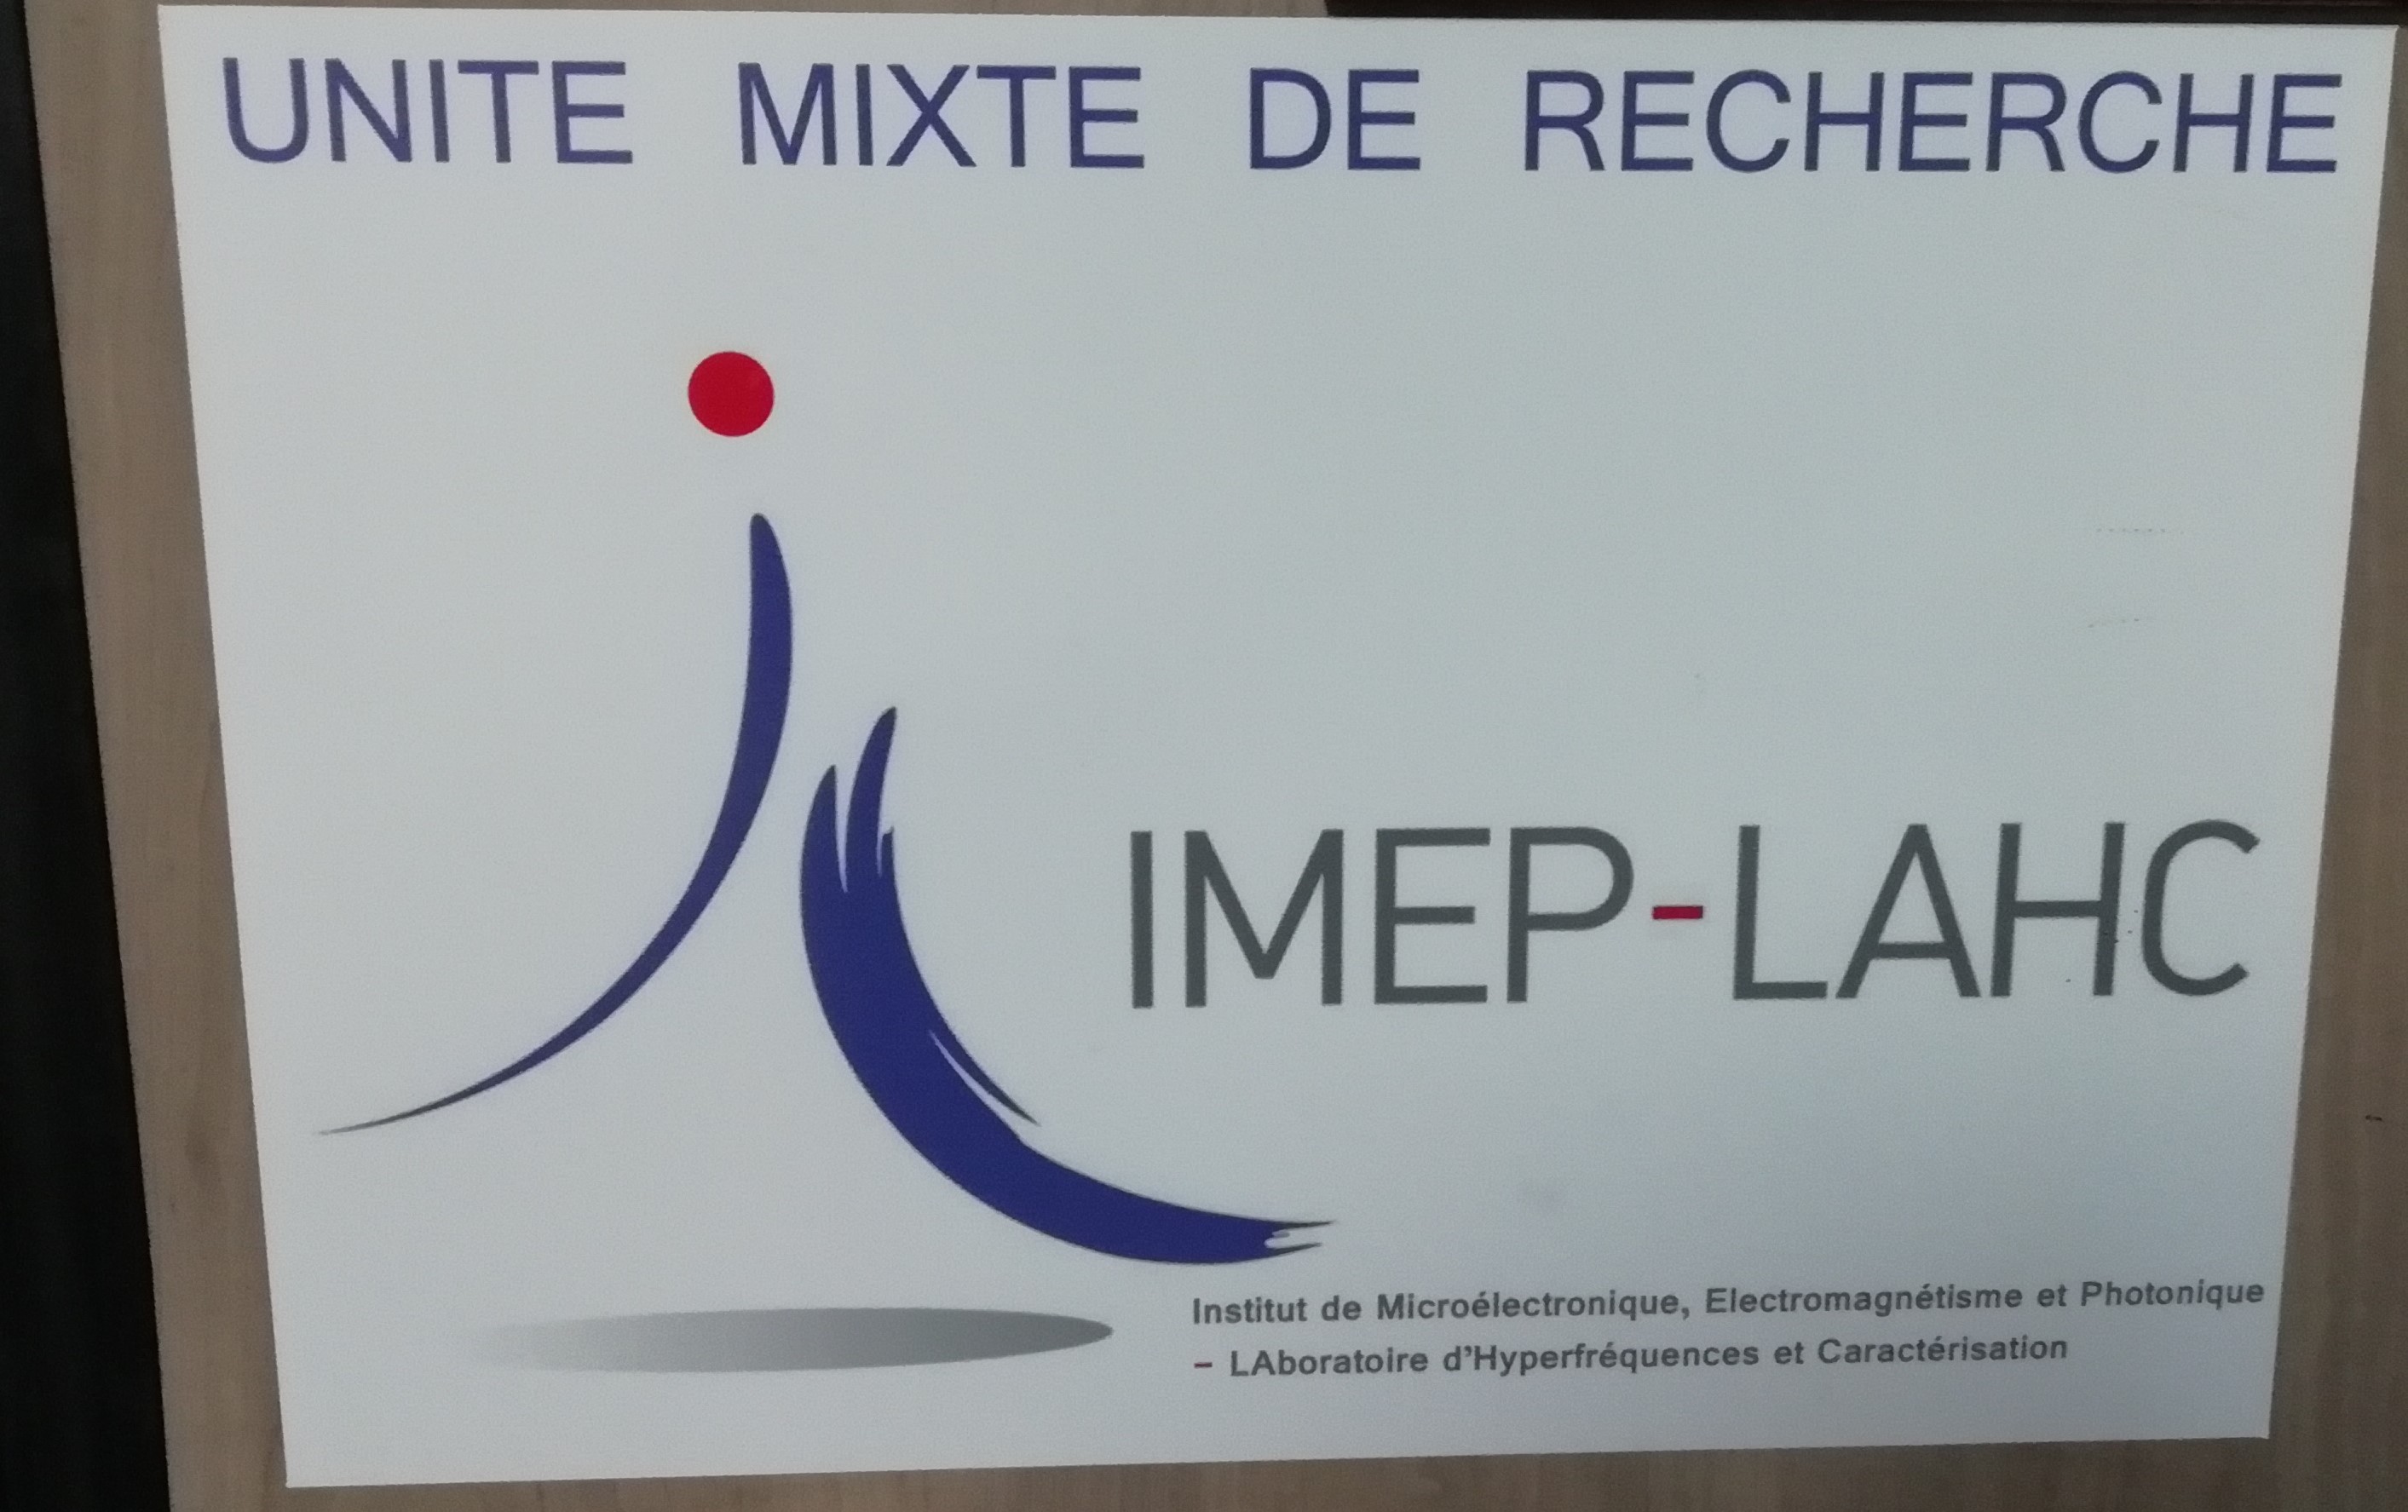 UNITE MIXTE DE RECHERCHE
IMEP-LAHC
Institut de Microélectronique, Electromagnétisme et Photonique
– LAboratoire d'Hyperfréquences et Caractérisation